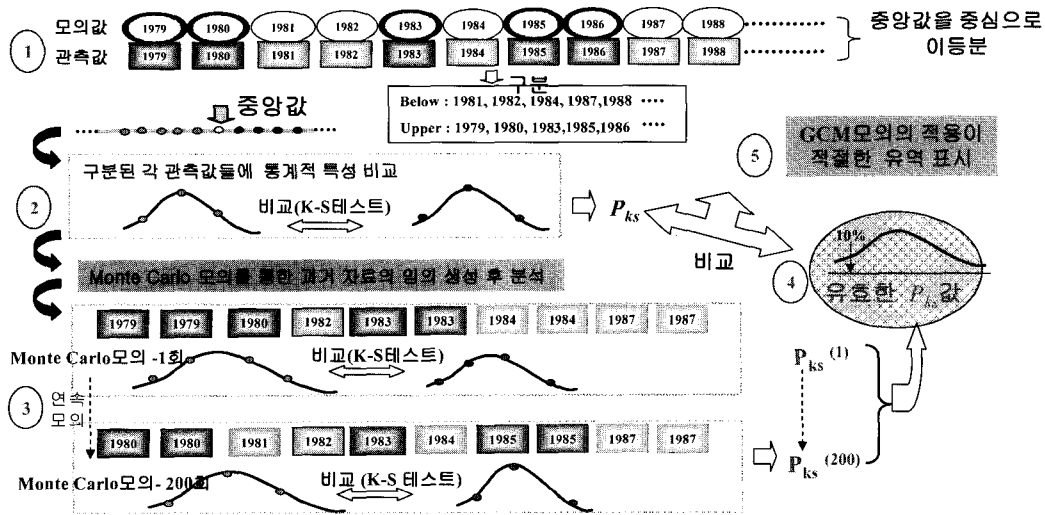 1
모의값 1979 1980 1981 1982 1983 1984 1985 1986 1987 1988
관측값 1979 1980 1981 1982 1983 1984 1985 1986 1987 1988
중앙값을 중심으로
이등분
구분
Below : 1981, 1982, 1984, 1987,1988 ····
Upper : 1979, 1980, 1983,1985,1986 ····
중앙값
2
구분된 각 관측값들에 통계적 특성 비교
비교(K-S테스트)
P ks
비교
5
GCM모의의 적용이
적절한 유역 표시
4
10%
유효한 P ks 값
Monte Carlo 모의를 통한 과거 자료의 임의 생성 후 분석
3
1979 1979 1980 1982 1983 1983 1984 1984 1987 1987
Monte Carlo모의 -1회
비교(K-S테스트)
연속
모의
1980 1980 1981 1982 1983 1984 1985 1985 1987 1987
Monte Carlo모의- 200회
비교 (K-S 테스트)
P ks (1)
P ks (200)